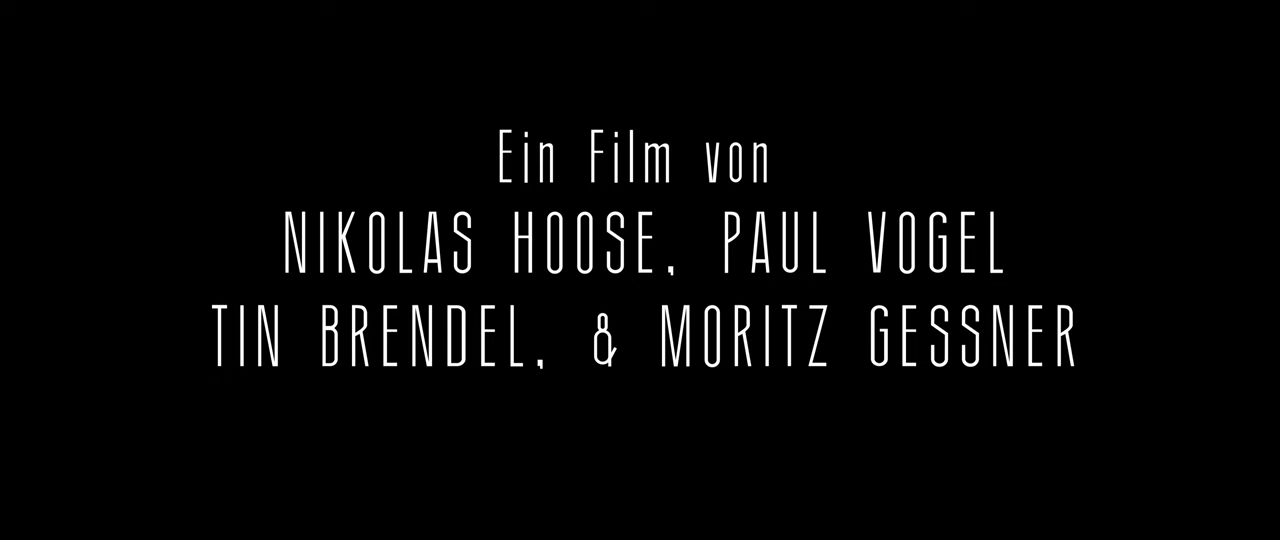 Ein Film von
NIKOLAS HOOSE, PAUL VOGEL
TIN BRENDEL, & MORITZ GESSNER